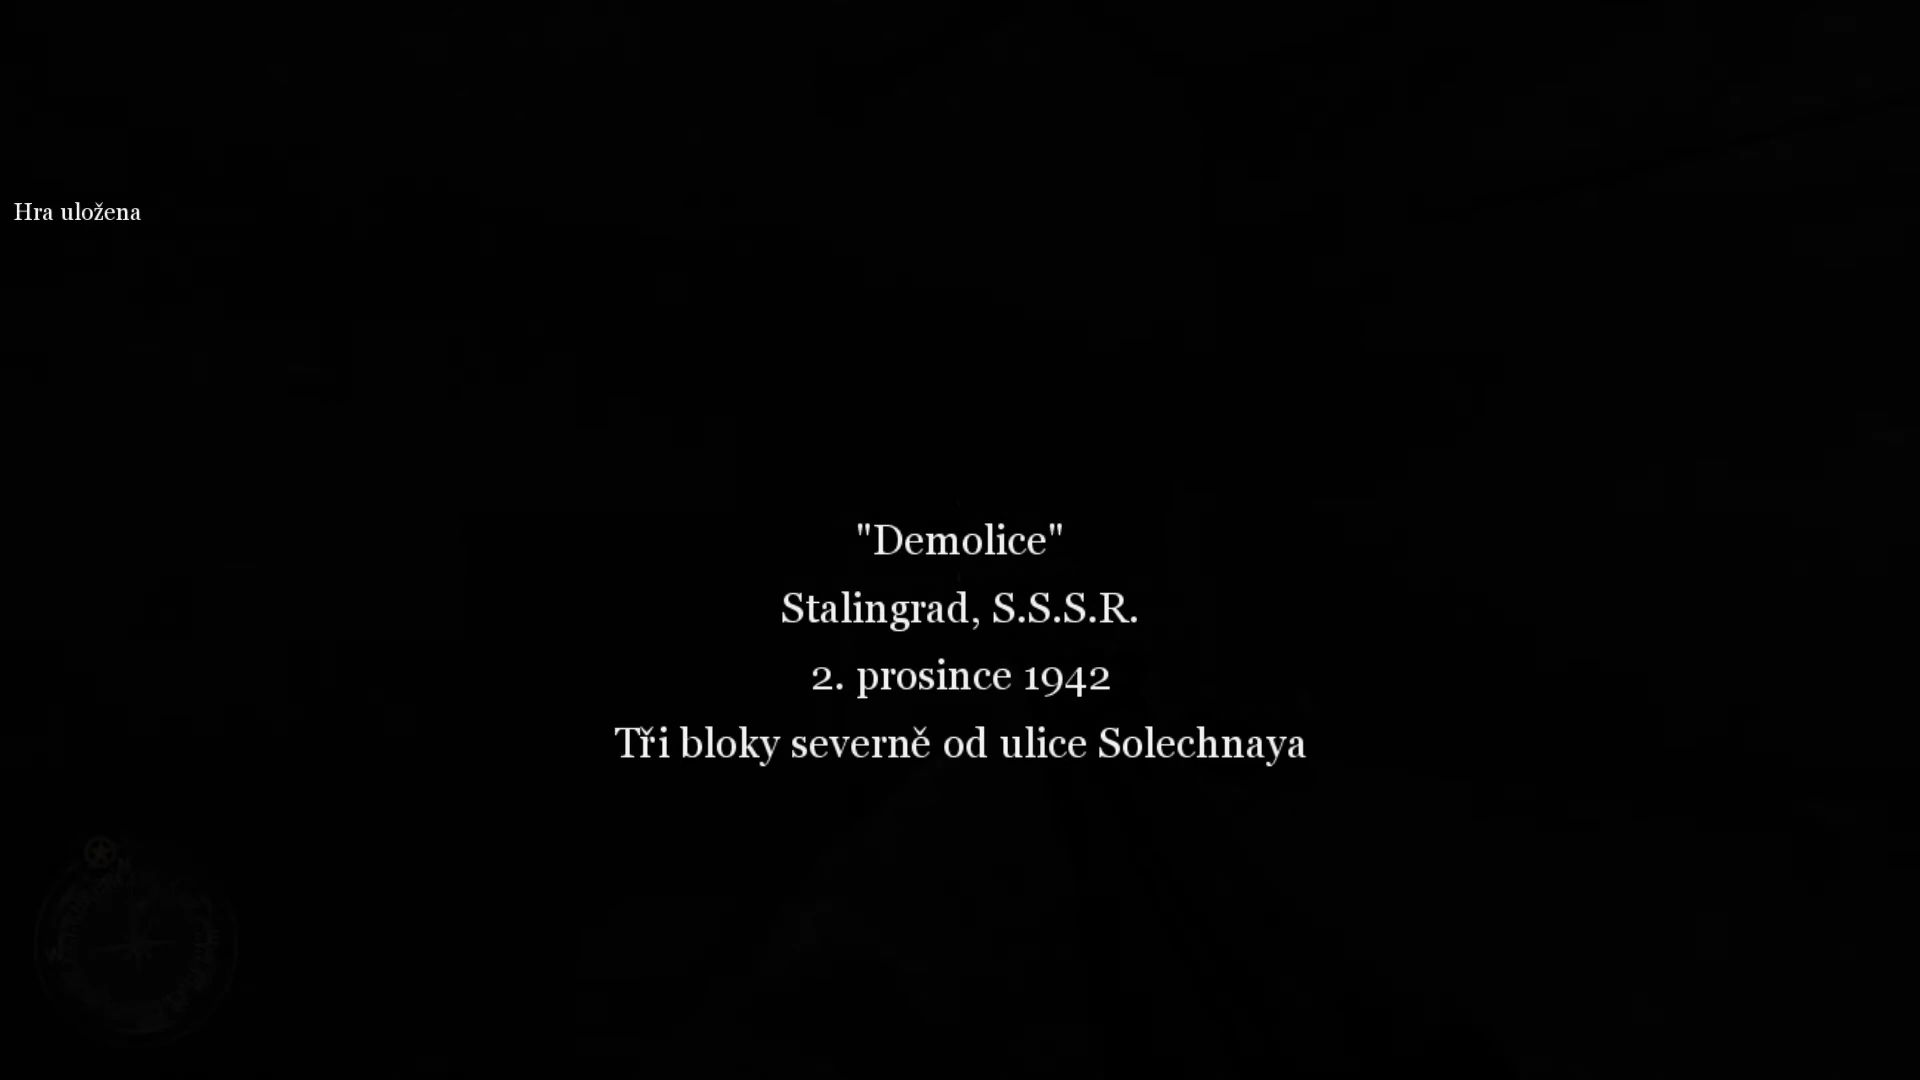 Hra uložena
"Demolice"
Stalingrad, S.S.S.R.
2. prosince 1942
Tři bloky severně od ulice Solechnaya